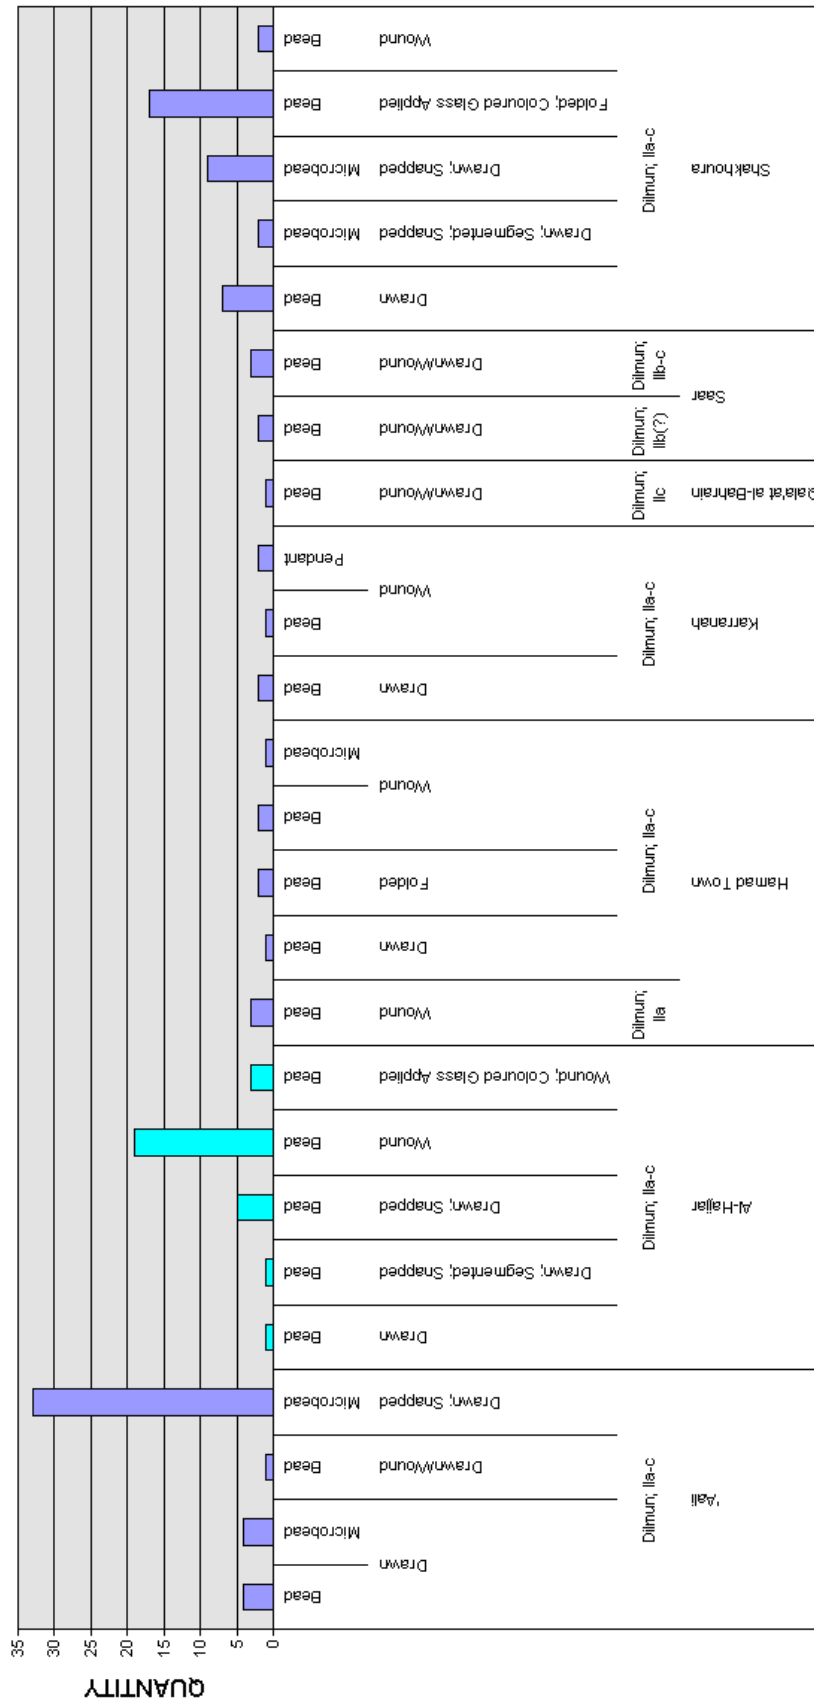 QUANTITY
35
30
25
20
15
10
5
0
Bead
Microbead
Bead
Microbead
Bead
Bead
Bead
Bead
Bead
Bead
Bead
Bead
Bead
Microbead
Bead
Bead
Pendant
Bead
Bead
Bead
Bead
Microbead
Microbead
Bead
Bead
Drawn
Drawn/Wound
Drawn; Snapped
Drawn
Drawn; Segmented; Snapped
Drawn; Snapped
Wound
Wound; Coloured Glass Applied
Wound
Drawn
Folded
Wound
Drawn
Wound
Drawn/Wound
Drawn/Wound
Drawn/Wound
Drawn
Drawn; Segmented; Snapped
Drawn; Snapped
Folded; Coloured Glass Applied
Wound
Dilmun; IIa-c
Dilmun; IIa-c
Dilmun;
IIa
Dilmun; IIa-c
Dilmun; IIa-c
Dilmun;
IIc
Dilmun;
IIb(?)
Dilmun;
IIb-c
Dilmun; IIa-c
'Aali
Al-Hajjar
Hamad Town
Karranah
Qala'at al-Bahrain
Saar
Shakhoura